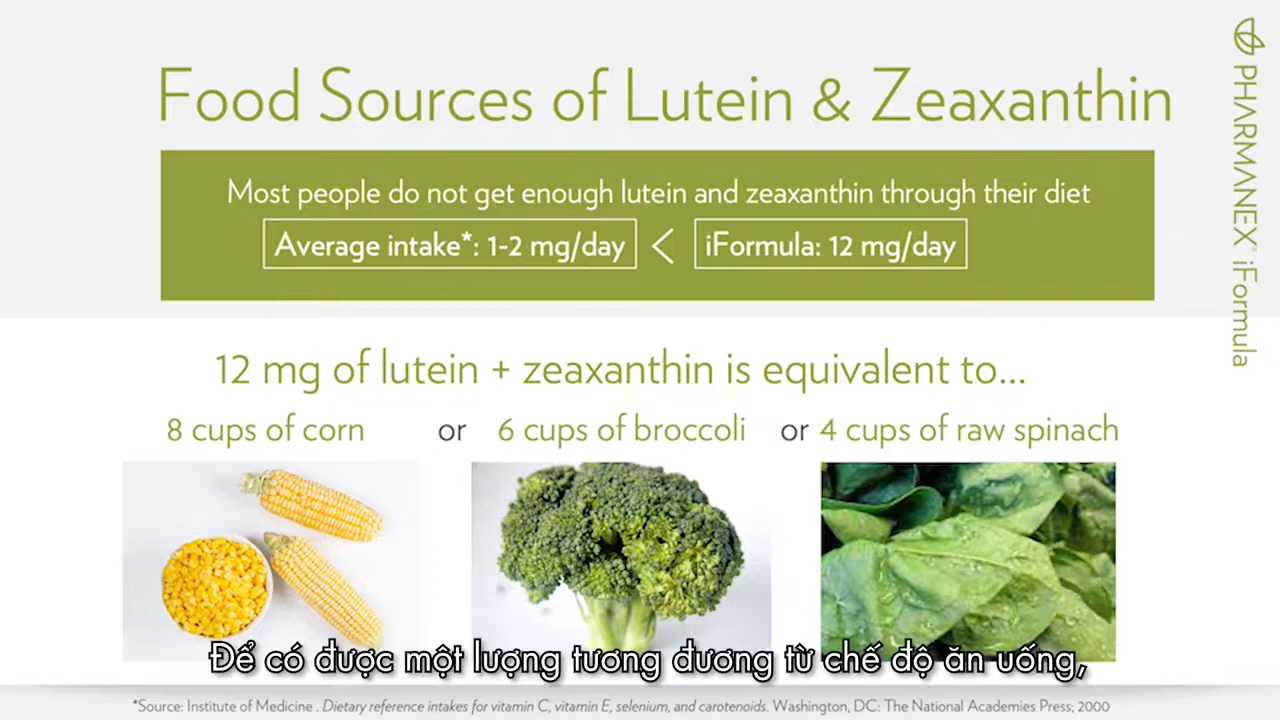 Food Sources of Lutein & Zeaxanthin
Most people do not get enough lutein and zeaxanthin through their diet
Average intake*: 1-2 mg/day < iFormula: 12 mg/day
12 mg of lutein + zeaxanthin is equivalent to...
8 cups of corn or 6 cups of broccoli or 4 cups of raw spinach
Để có được một lượng tương đương từ chế độ ăn uống,
*Source: Institute of Medicine . Dietary reference intakes for vitamin C, vitamin E, selenium, and carotenoids. Washington, DC: The National Academies Press; 2000
PHARMANEX® iFormula